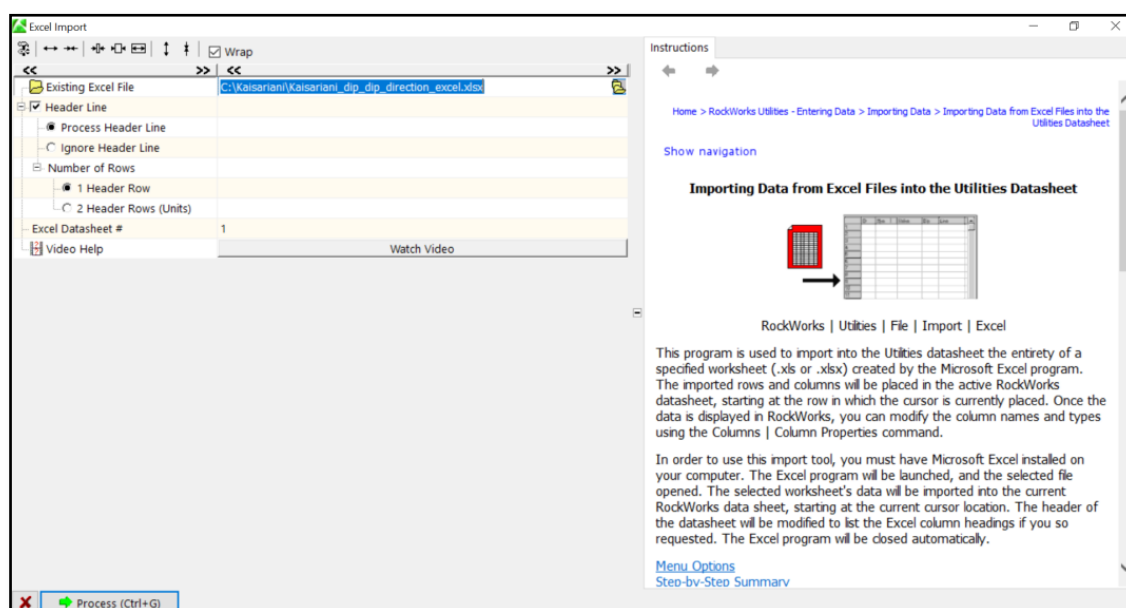 Excel Import
Wrap
<< >> << >>
Existing Excel File C:\Kaisariani\Kaisariani_dip_dip_direction_excel.xlsx
Header Line
Process Header Line
Ignore Header Line
Number of Rows
1 Header Row
2 Header Rows (Units)
Excel Datasheet # 1
Video Help Watch Video
Process (Ctrl+G)
Instructions
Home > RockWorks Utilities - Entering Data > Importing Data > Importing Data from Excel Files into the
Utilities Datasheet
Show navigation
Importing Data from Excel Files into the Utilities Datasheet
RockWorks | Utilities | File | Import | Excel
This program is used to import into the Utilities datasheet the entirety of a
specified worksheet (.xls or .xlsx) created by the Microsoft Excel program.
The imported rows and columns will be placed in the active RockWorks
datasheet, starting at the row in which the cursor is currently placed. Once the
data is displayed in RockWorks, you can modify the column names and types
using the Columns | Column Properties command.
In order to use this import tool, you must have Microsoft Excel installed on
your computer. The Excel program will be launched, and the selected file
opened. The selected worksheet's data will be imported into the current
RockWorks data sheet, starting at the current cursor location. The header of
the datasheet will be modified to list the Excel column headings if you so
requested. The Excel program will be closed automatically.
Menu Options
Step-by-Step Summary